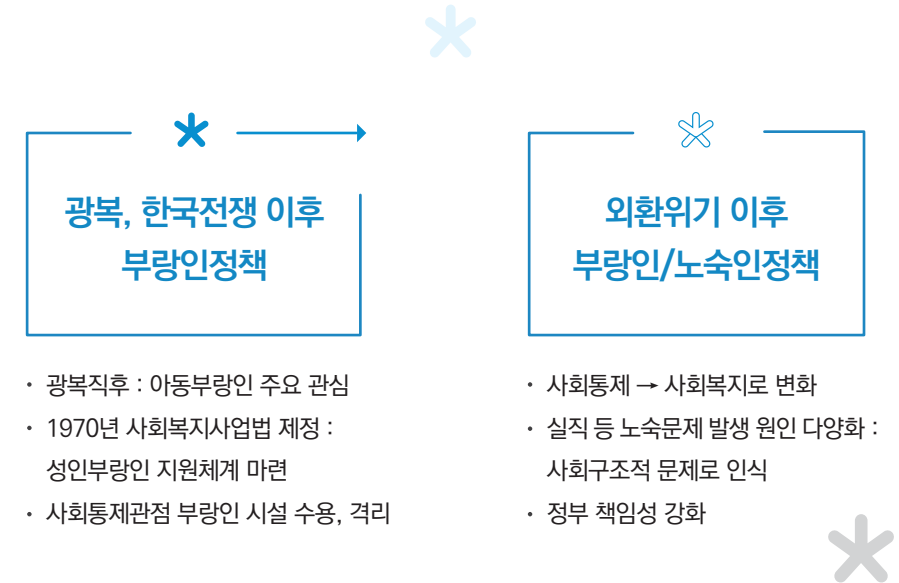 광복, 한국전쟁 이후
부랑인정책
• 광복직후 : 아동부랑인 주요 관심
• 1970년 사회복지사업법 제정 :
성인부랑인 지원체계 마련
• 사회통제관점 부랑인 시설 수용, 격리
외환위기 이후
부랑인/노숙인정책
• 사회통제 → 사회복지로 변화
• 실직 등 노숙문제 발생 원인 다양화 :
사회구조적 문제로 인식
• 정부 책임성 강화